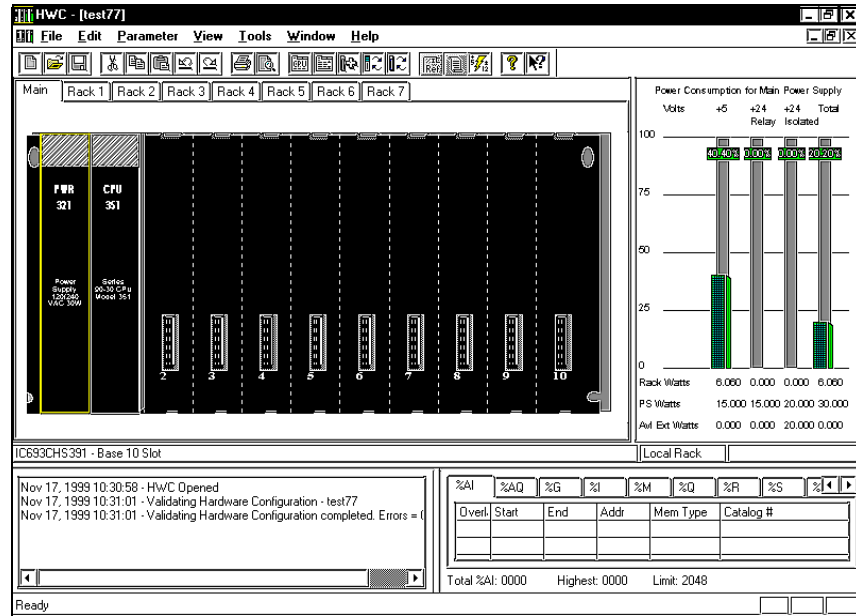 HWC - [test77]
File Edit Parameter View Tools Window Help
Main Rack 1 Rack 2 Rack 3 Rack 4 Rack 5 Rack 6 Rack 7
PWR 321
CPU 351
Power Supply 120/240 VAC 30W
Series 90-30 CPU Model 351
2 3 4 5 6 7 8 9 10
Power Consumption for Main Power Supply
Volts +5 +24 Relay +24 Isolated Total
100
40.40% 0.00% 0.00% 20.20%
75
50
25
0
Rack Watts 6.060 0.000 0.000 6.060
PS Watts 15.000 15.000 20.000 30.000
Avl Ext Watts 0.000 0.000 20.000 0.000
IC693CHS391 - Base 10 Slot
Local Rack
Nov 17, 1999 10:30:58 - HWC Opened
Nov 17, 1999 10:31:01 - Validating Hardware Configuration - test77
Nov 17, 1999 10:31:01 - Validating Hardware Configuration completed. Errors =
%AI %AQ %G %I %M %Q %R %S
Overl Start End Addr Mem Type Catalog #
Total %AI: 0000 Highest: 0000 Limit: 2048
Ready